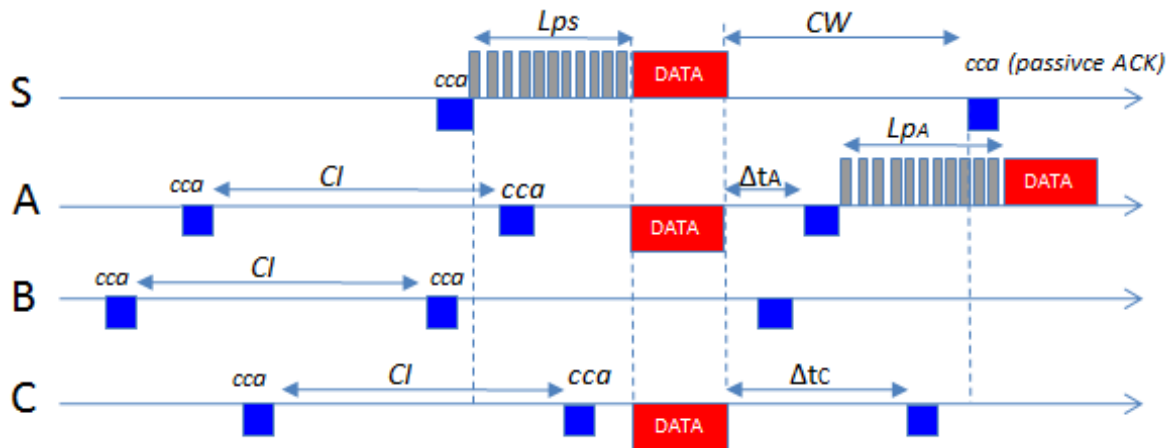 Lps
CW
cca
DATA
cca (passivce ACK)
S
LpA
cca
CI
cca
ΔtA
A
DATA
DATA
cca
CI
cca
B
cca
CI
cca
ΔtC
C
DATA